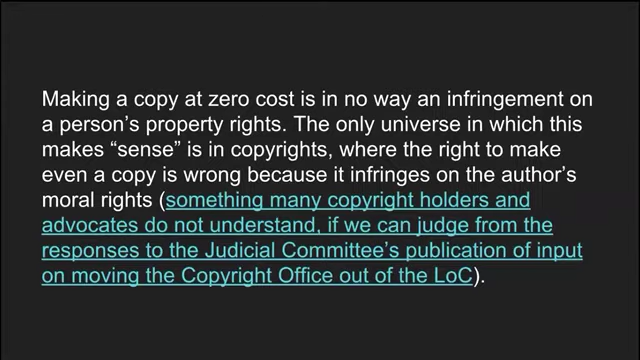 Making a copy at zero cost is in no way an infringement on
a person’s property rights. The only universe in which this
makes “sense” is in copyrights, where the right to make
even a copy is wrong because it infringes on the author’s
moral rights (something many copyright holders and
advocates do not understand, if we can judge from the
responses to the Judicial Committee’s publication of input
on moving the Copyright Office out of the LoC).